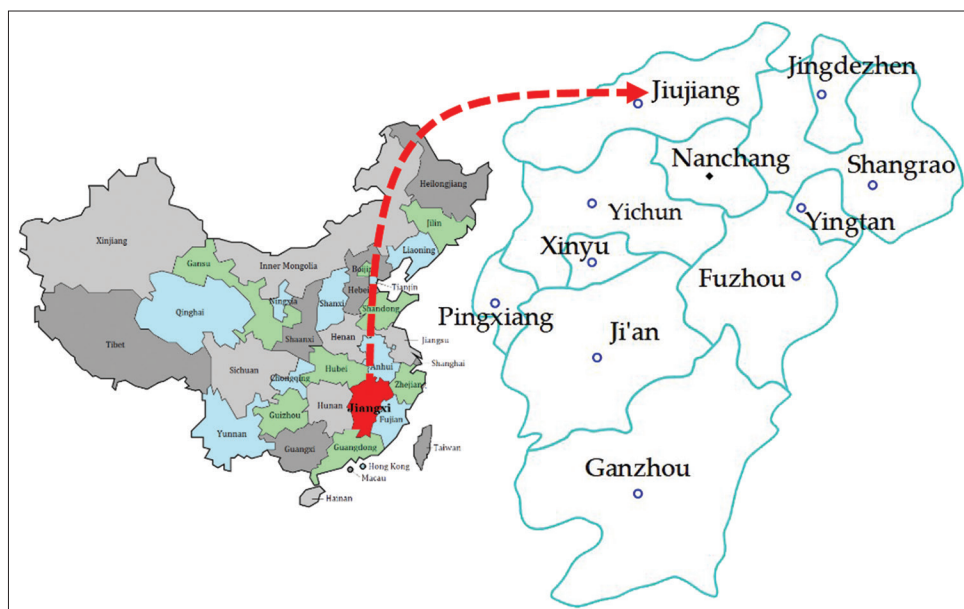 Heilongjiang
Jilin
Xinjiang
Liaoning
Gansu
Inner Mongolia
Beijing
Tianjin
Hebei
Ningxia
Shanxi
Shandong
Qinghai
Shaanxi
Henan
Jiangsu
Tibet
Shanghai
Anhui
Sichuan
Hubei
Chongqing
Zhejiang
Hunan
Jiangxi
Guizhou
Fujian
Yunnan
Guangxi
Guangdong
Taiwan
Hong Kong
Macau
Hainan
Jingdezhen
Jiujiang
Nanchang
Shangrao
Yichun
Yingtan
Xinyu
Fuzhou
Pingxiang
Ji'an
Ganzhou